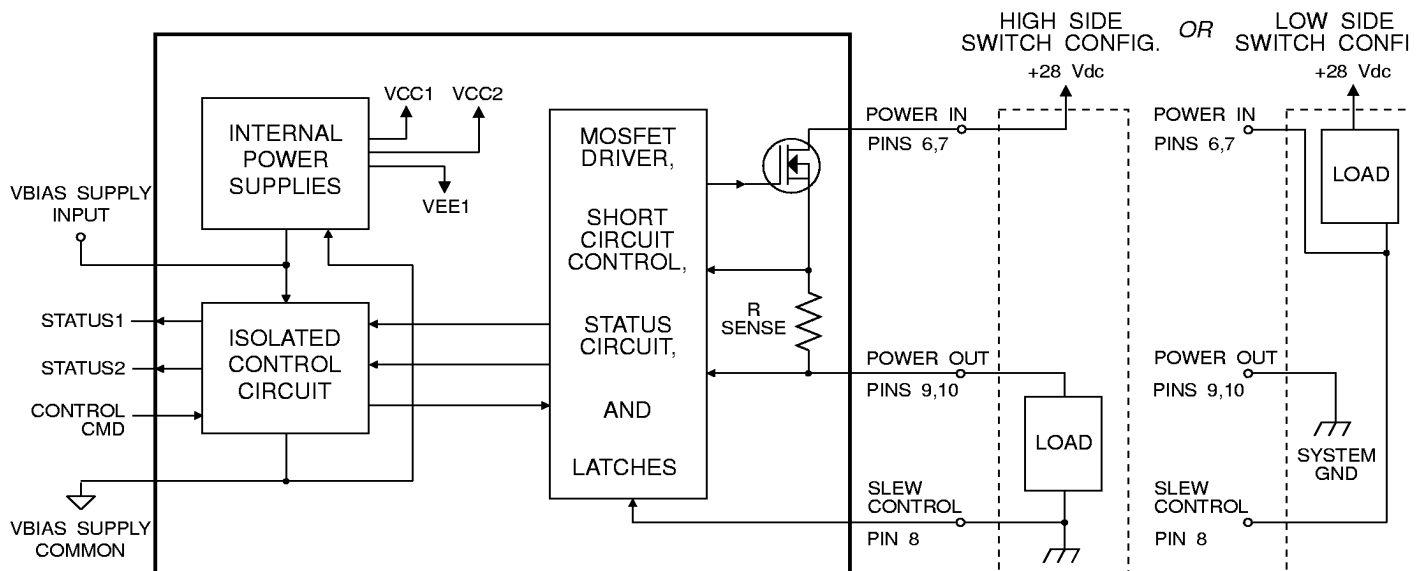 HIGH SIDE
SWITCH CONFIG.
OR
LOW SIDE
SWITCH CONFI
+28 Vdc
+28 Vdc
VCC1
VCC2
INTERNAL
POWER
SUPPLIES
VEE1
VBIAS SUPPLY
INPUT
MOSFET
DRIVER,
SHORT
CIRCUIT
CONTROL,
STATUS
CIRCUIT,
AND
LATCHES
POWER IN
PINS 6,7
POWER IN
PINS 6,7
LOAD
R
SENSE
STATUS1
STATUS2
CONTROL
CMD
ISOLATED
CONTROL
CIRCUIT
POWER OUT
PINS 9,10
POWER OUT
PINS 9,10
LOAD
SYSTEM
GND
SLEW
CONTROL
PIN 8
SLEW
CONTROL
PIN 8
VBIAS SUPPLY
COMMON